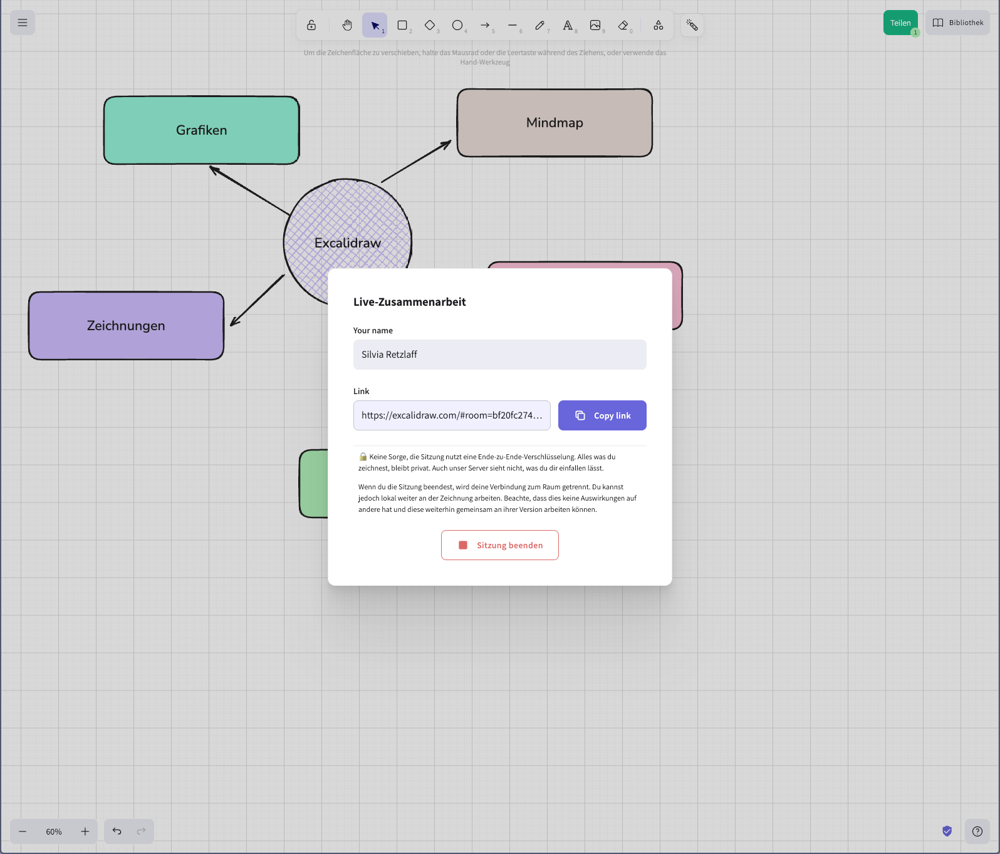 1
2
3
4
5
6
7
8
9
0
Teilen
1
Bibliothek
Um die Zeichenfläche zu verschieben, halte das Mausrad oder die Leertaste während des Ziehens, oder verwende das
Hand-Werkzeug
Grafiken
Mindmap
Excalidraw
Zeichnungen
Live-Zusammenarbeit
Your name
Silvia Retzlaff
Link
https://excalidraw.com/#room=bf20fc274…
Copy link
Keine Sorge, die Sitzung nutzt eine Ende-zu-Ende-Verschlüsselung. Alles was du
zeichnest, bleibt privat. Auch unser Server sieht nicht, was du dir einfallen lässt.
Wenn du die Sitzung beendest, wird deine Verbindung zum Raum getrennt. Du kannst
jedoch lokal weiter an der Zeichnung arbeiten. Beachte, dass dies keine Auswirkungen auf
andere hat und diese weiterhin gemeinsam an ihrer Version arbeiten können.
Sitzung beenden
60%